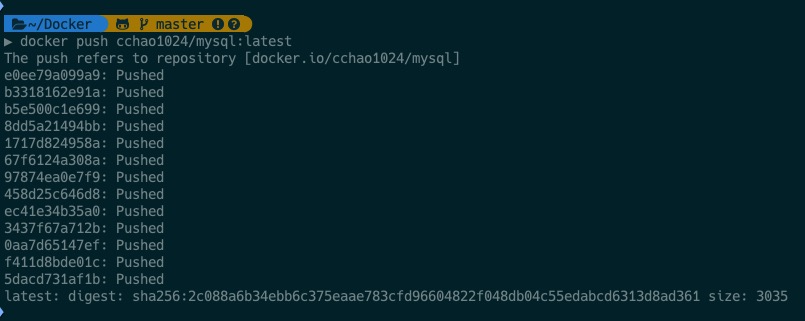 ~/Docker master
▶ docker push cchao1024/mysql:latest
The push refers to repository [docker.io/cchao1024/mysql]
e0ee79a099a9: Pushed
b3318162e91a: Pushed
b5e500c1e699: Pushed
8dd5a21494bb: Pushed
1717d824958a: Pushed
67f6124a308a: Pushed
97874ea0e7f9: Pushed
458d25c646d8: Pushed
ec41e34b35a0: Pushed
3437f67a712b: Pushed
0aa7d65147ef: Pushed
f411d8bde01c: Pushed
5dacd731af1b: Pushed
latest: digest: sha256:2c088a6b34ebb6c375eaae783cfd96604822f048db04c55edabcd6313d8ad361 size: 3035